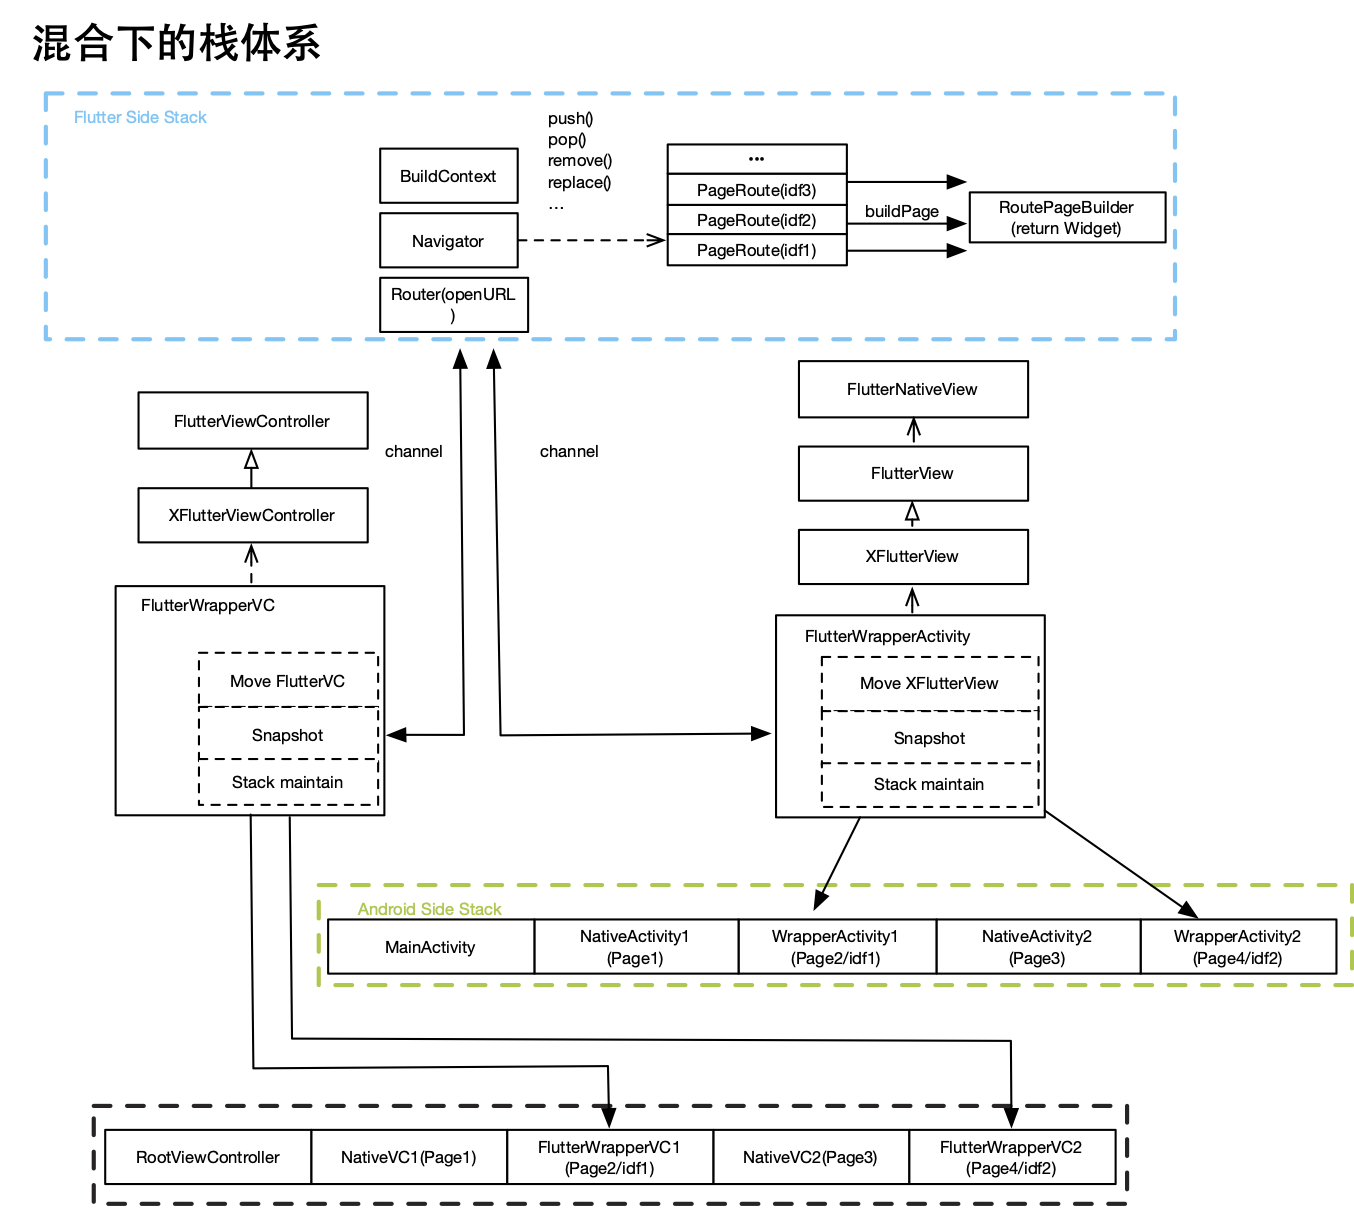 混合下的栈体系
Flutter Side Stack
push()
pop()
remove()
replace()
...
BuildContext
Navigator
Router(openURL
)
...
PageRoute(idf3)
PageRoute(idf2)
PageRoute(idf1)
buildPage
RoutePageBuilder
(return Widget)
FlutterViewController
XFlutterViewController
channel
channel
FlutterNativeView
FlutterView
XFlutterView
FlutterWrapperVC
Move FlutterVC
Snapshot
Stack maintain
FlutterWrapperActivity
Move XFlutterView
Snapshot
Stack maintain
Android Side Stack
MainActivity
NativeActivity1
(Page1)
WrapperActivity1
(Page2/idf1)
NativeActivity2
(Page3)
WrapperActivity2
(Page4/idf2)
RootViewController
NativeVC1(Page1)
FlutterWrapperVC1
(Page2/idf1)
NativeVC2(Page3)
FlutterWrapperVC2
(Page4/idf2)